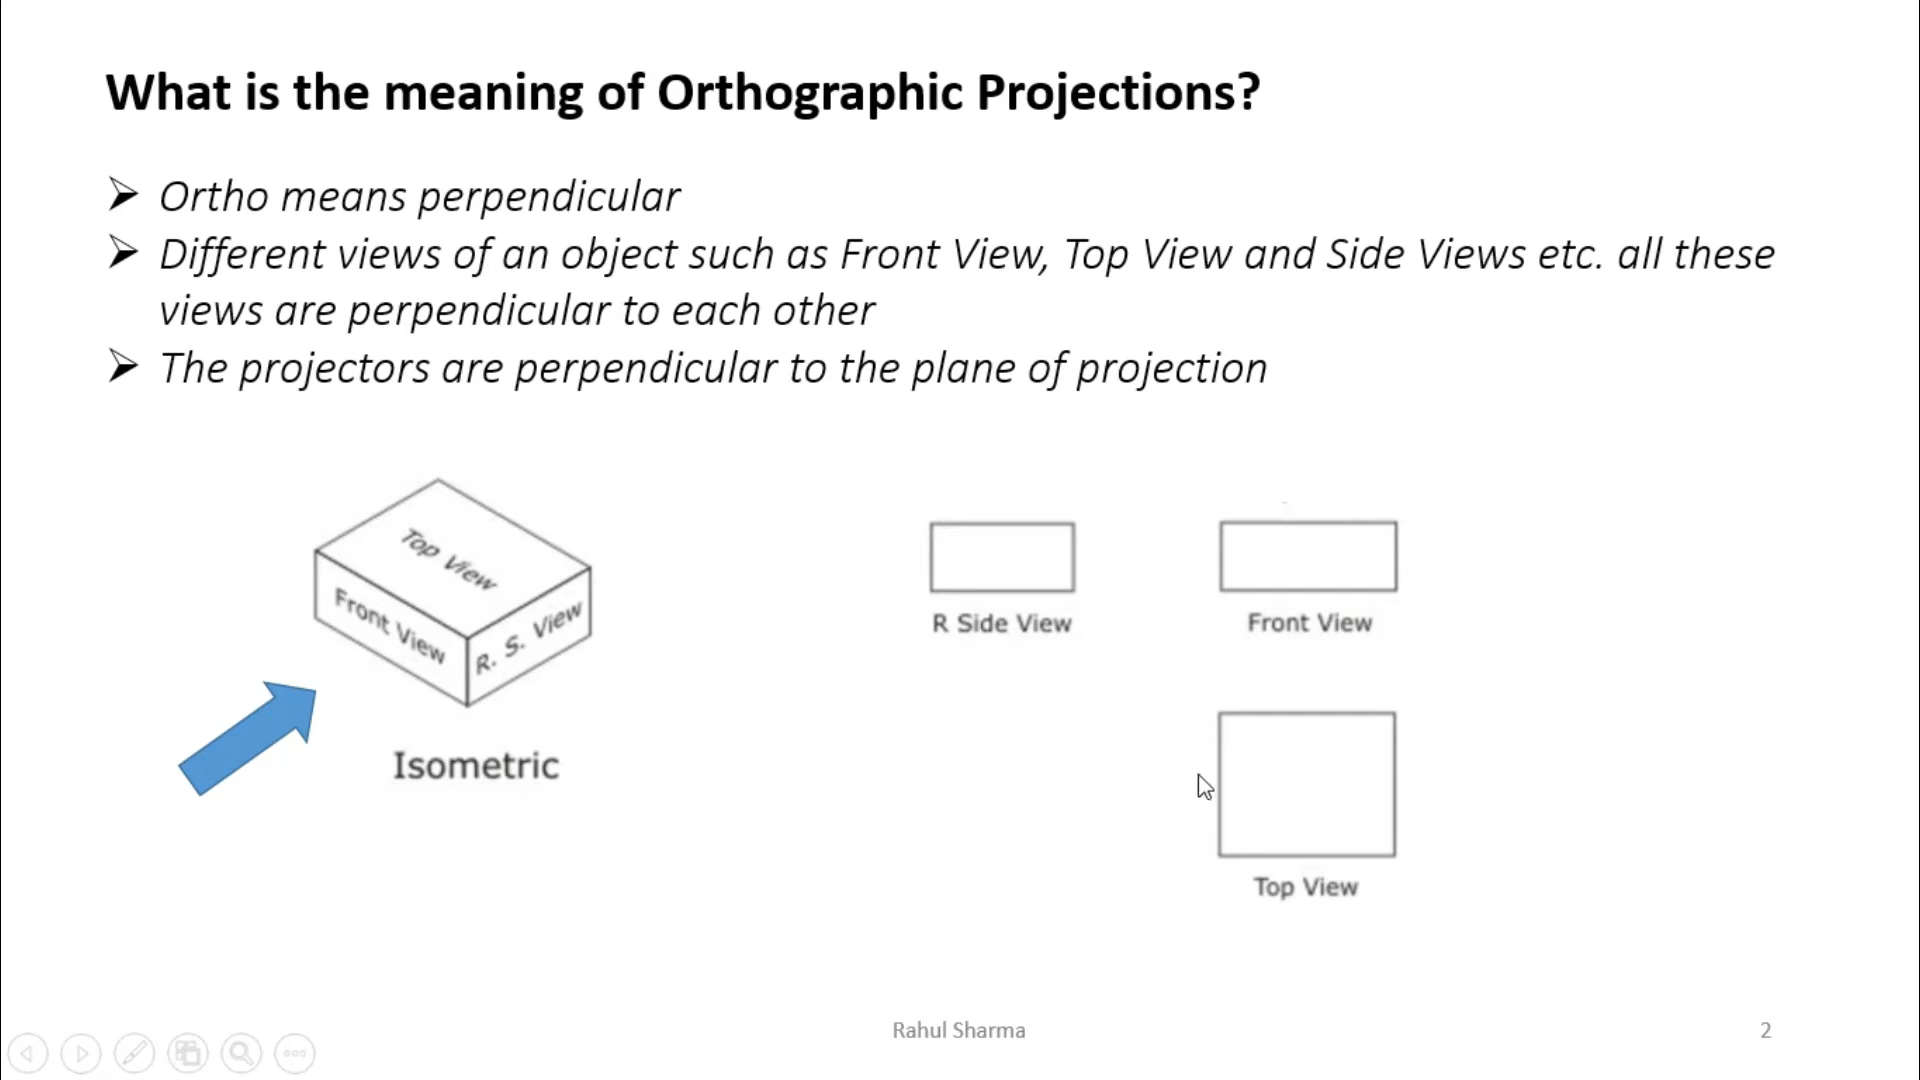 What is the meaning of Orthographic Projections?
Ortho means perpendicular
Different views of an object such as Front View, Top View and Side Views etc. all these
views are perpendicular to each other
The projectors are perpendicular to the plane of projection
Top View
Front View
R. S. View
Isometric
R Side View
Front View
Top View
Rahul Sharma
2